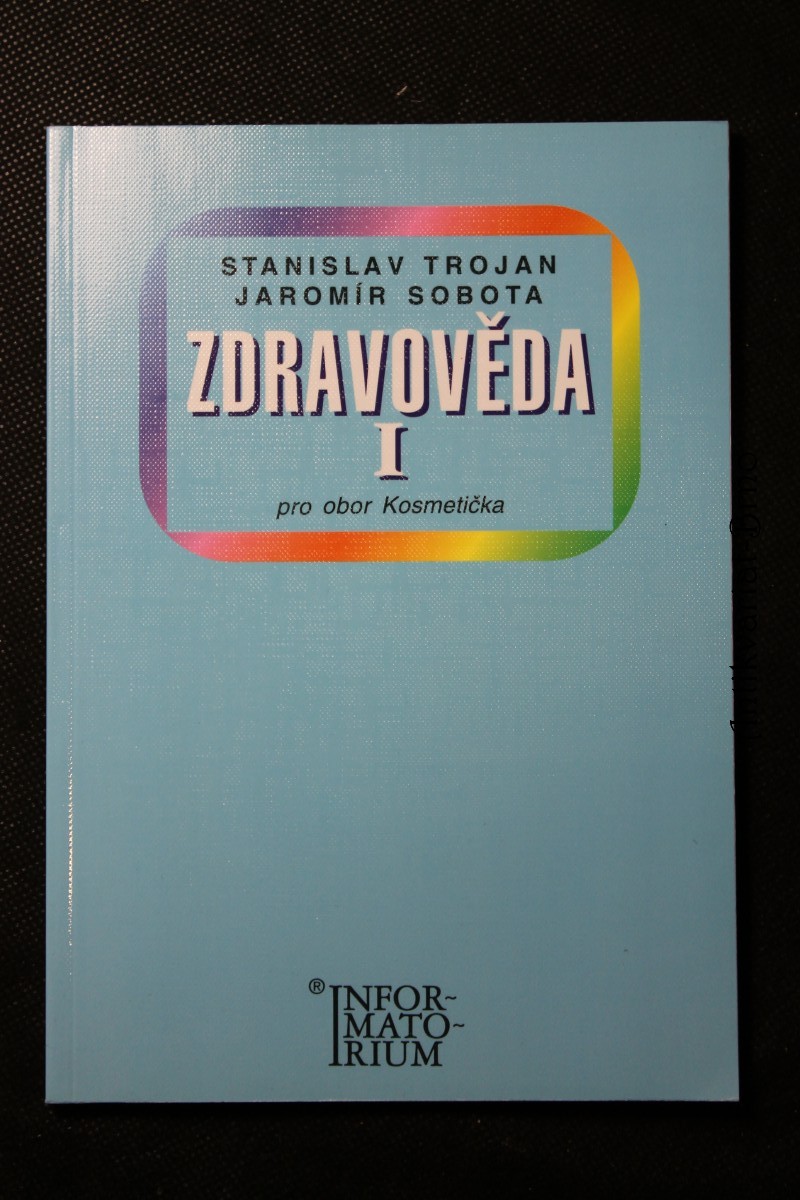 STANISLAV TROJAN
JAROMÍR SOBOTA
ZDRAVOVĚDA
I
pro obor Kosmetička
®INFOR~
MATO~
RIUM